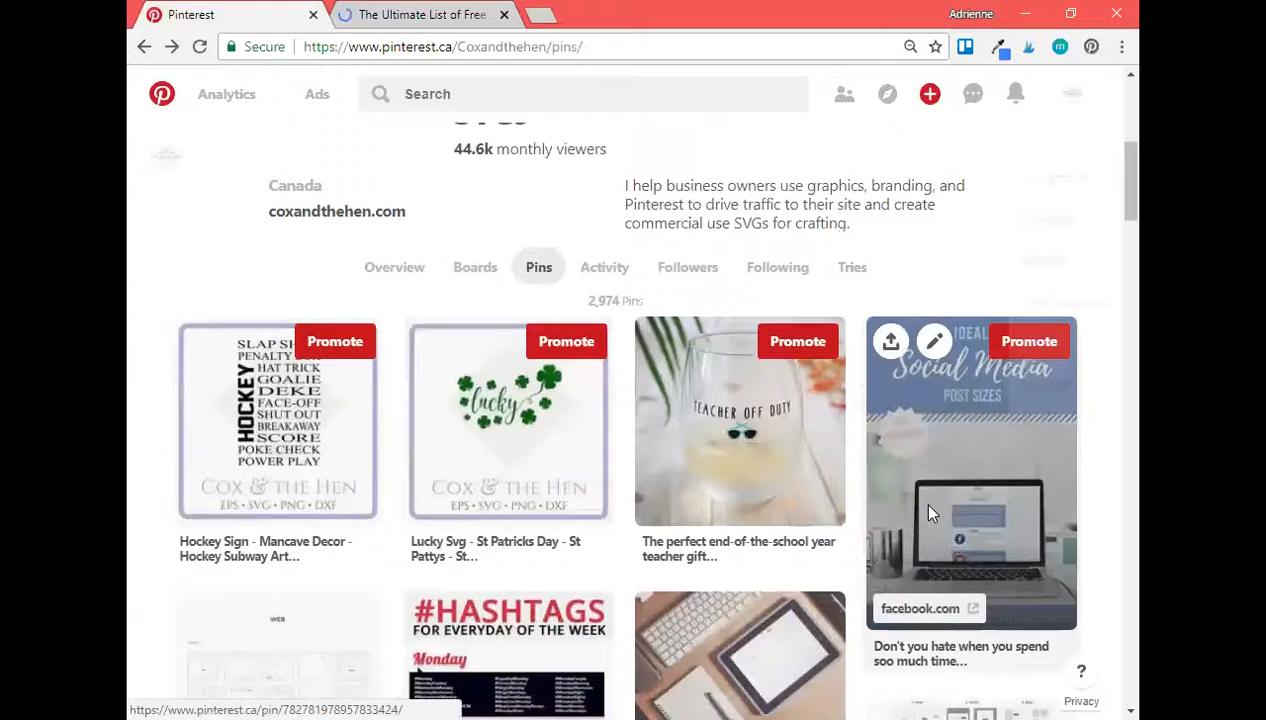 Pinterest
The Ultimate List of Free
Adrienne
Secure
https://www.pinterest.ca/Coxandthehen/pins/
Analytics
Ads
Search
44.6k monthly viewers
Canada
coxandthehen.com
I help business owners use graphics, branding, and
Pinterest to drive traffic to their site and create
commercial use SVGs for crafting.
Overview
Boards
Pins
Activity
Followers
Following
Tries
2,974 Pins
Promote
SLAP
PENALTY
HAT TRICK
GOALIE
DEKE
FACE-OFF
SHUT OUT
BREAKAWAY
SCORE
POKE CHECK
POWER PLAY
HOCKEY
COX & THE HEN
EPS • SVG • PNG • DXF
Hockey Sign - Mancave Decor -
Hockey Subway Art...
Promote
lucky
COX & THE HEN
EPS • SVG • PNG • DXF
Lucky Svg - St Patricks Day - St
Pattys - St...
Promote
TEACHER OFF DUTY
The perfect end-of-the-school year
teacher gift...
Promote
IDEAL
Social Media
POST SIZES
facebook.com
Don't you hate when you spend
soo much time...
WEB
#HASHTAGS
FOR EVERYDAY OF THE WEEK
Monday
?
Privacy
https://www.pinterest.ca/pin/782781978957858624/